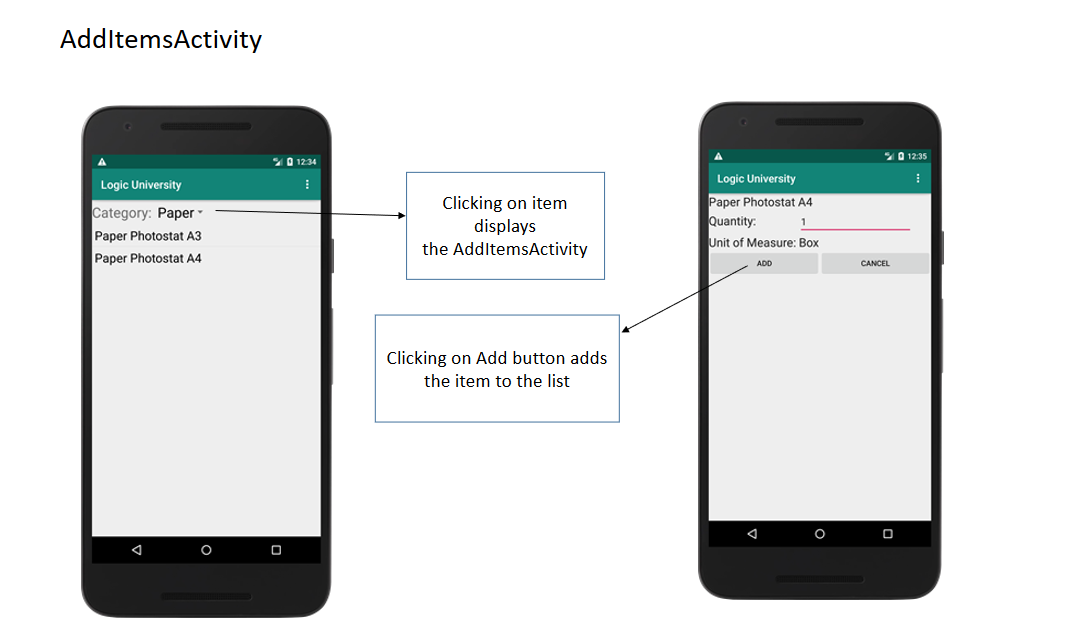 AddItemsActivity
12:34
Logic University
Category: Paper
Paper Photostat A3
Paper Photostat A4
Clicking on item
displays
the AddItemsActivity
Clicking on Add button adds
the item to the list
12:35
Logic University
Paper Photostat A4
Quantity: 1
Unit of Measure: Box
ADD CANCEL